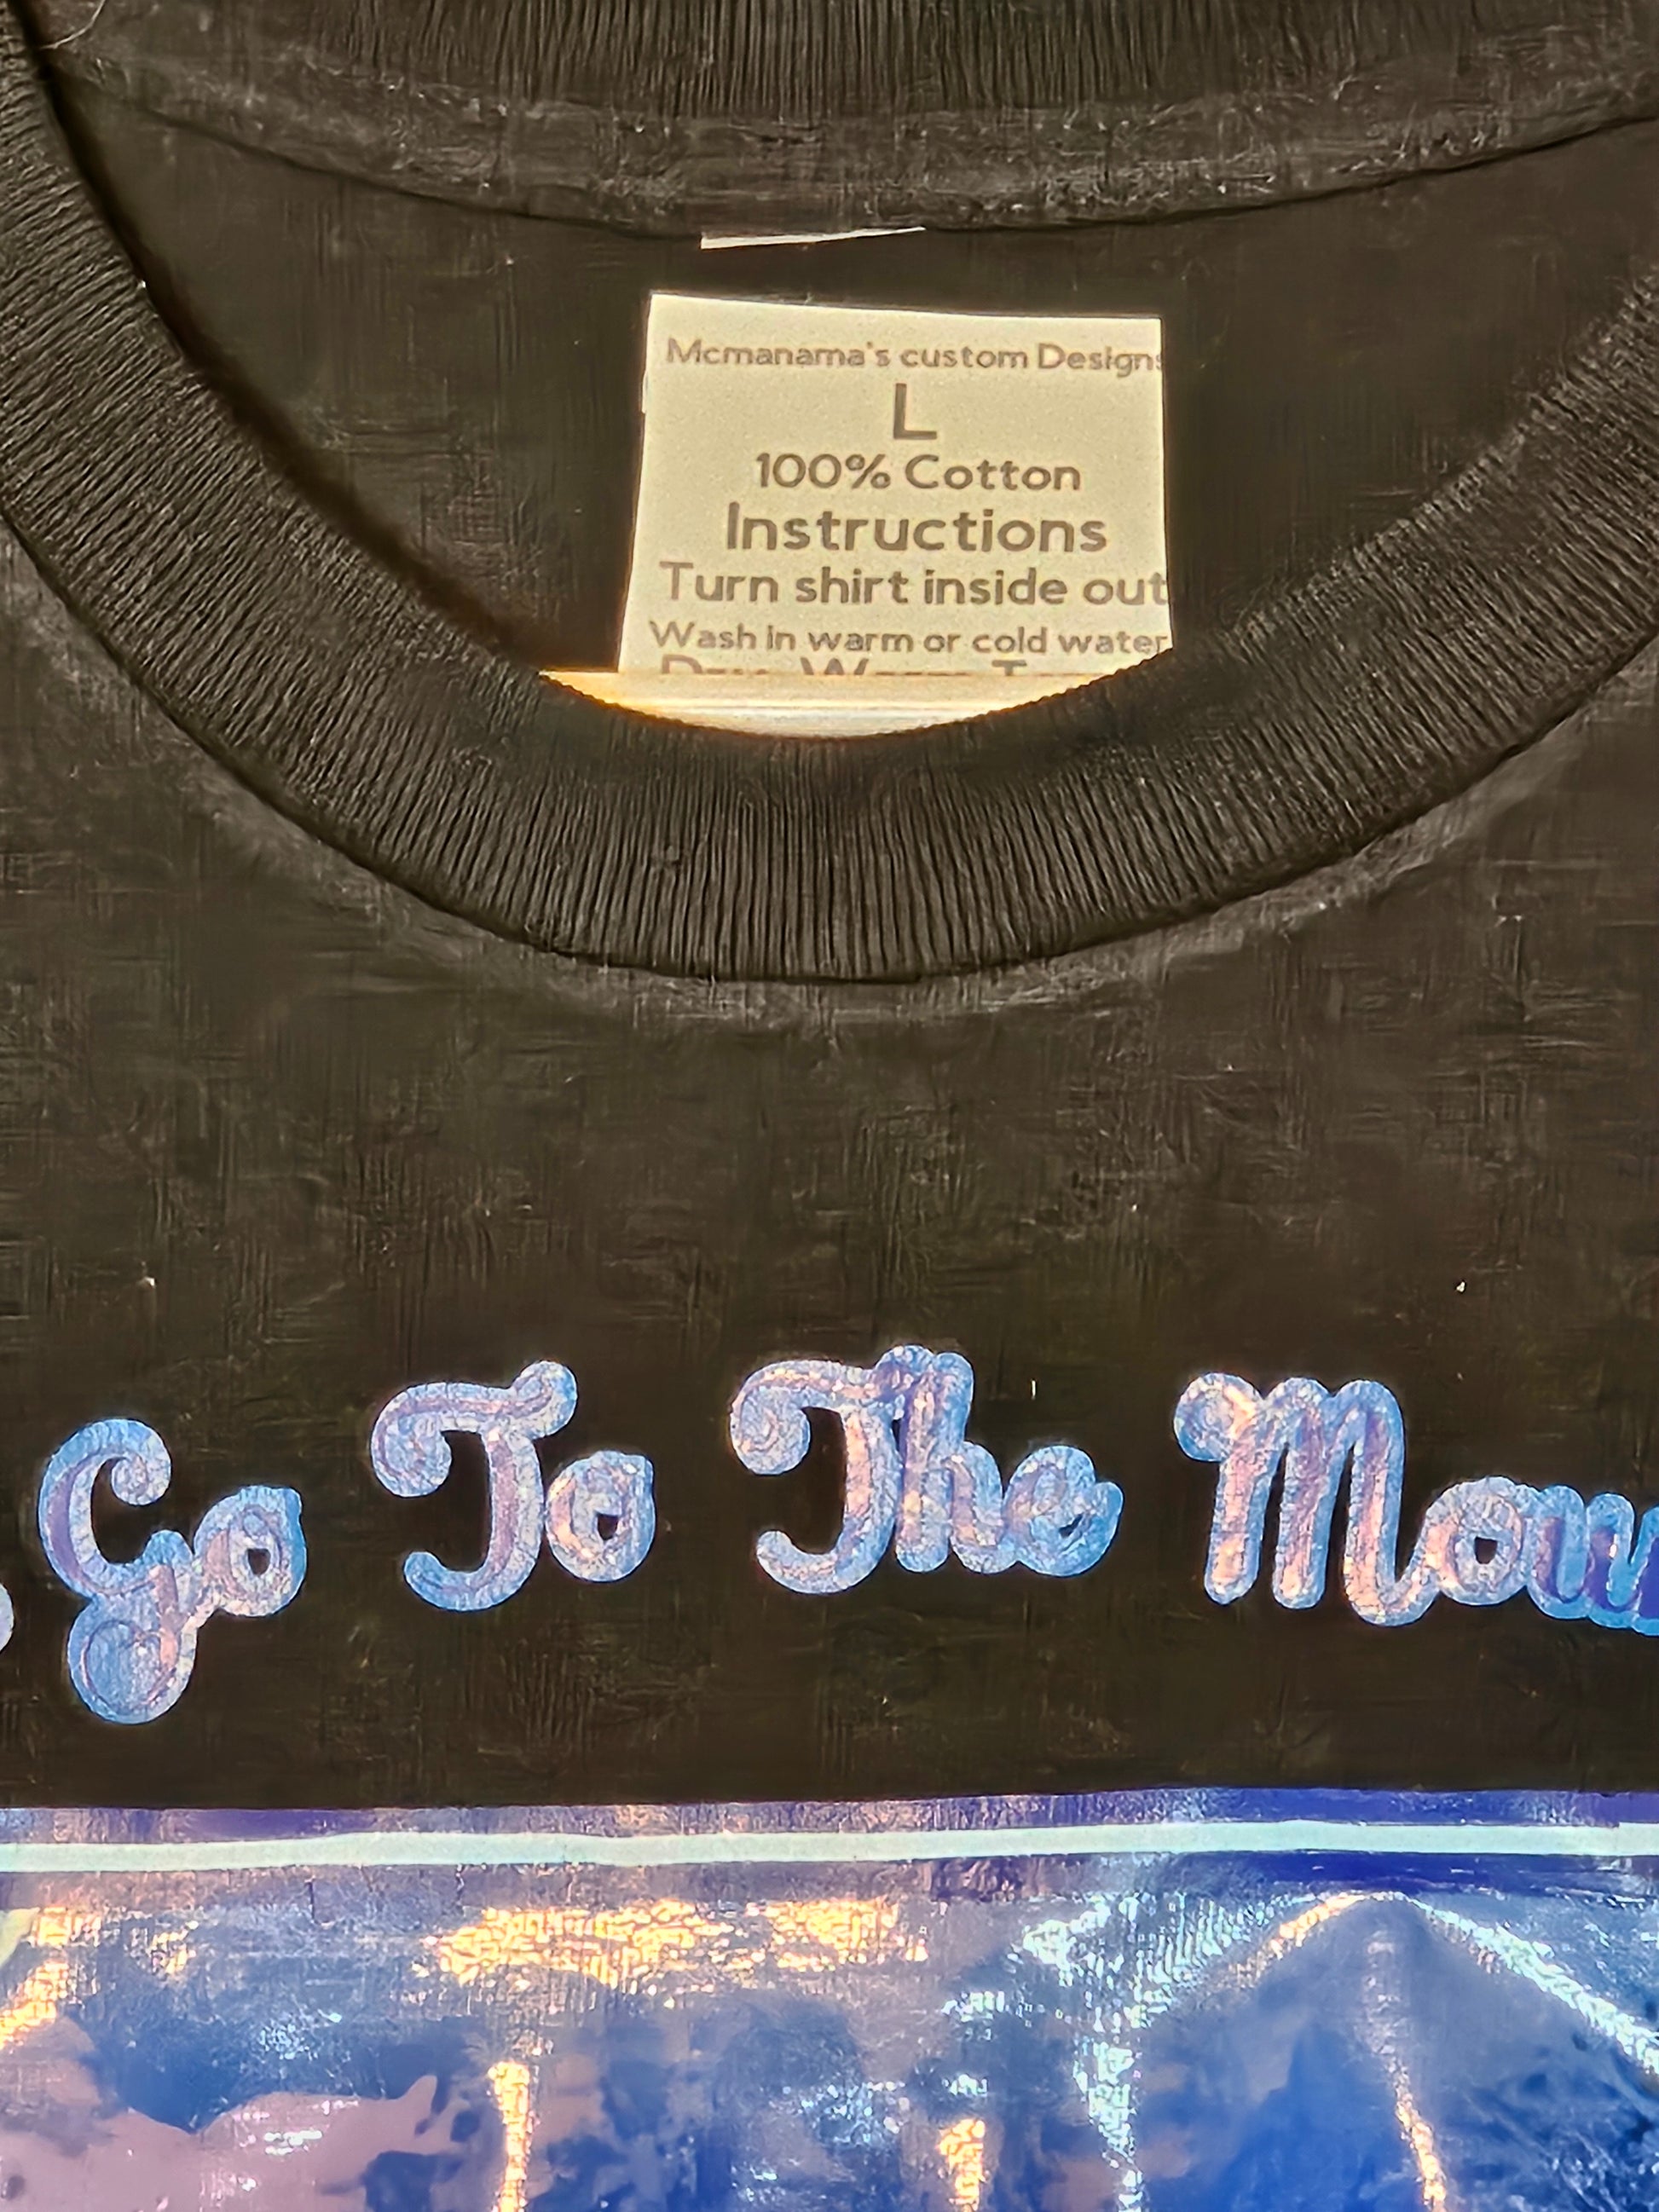 Mcmanama's custom Designs
L
100% Cotton
Instructions
Turn shirt inside out
Wash in warm or cold water
Go To The